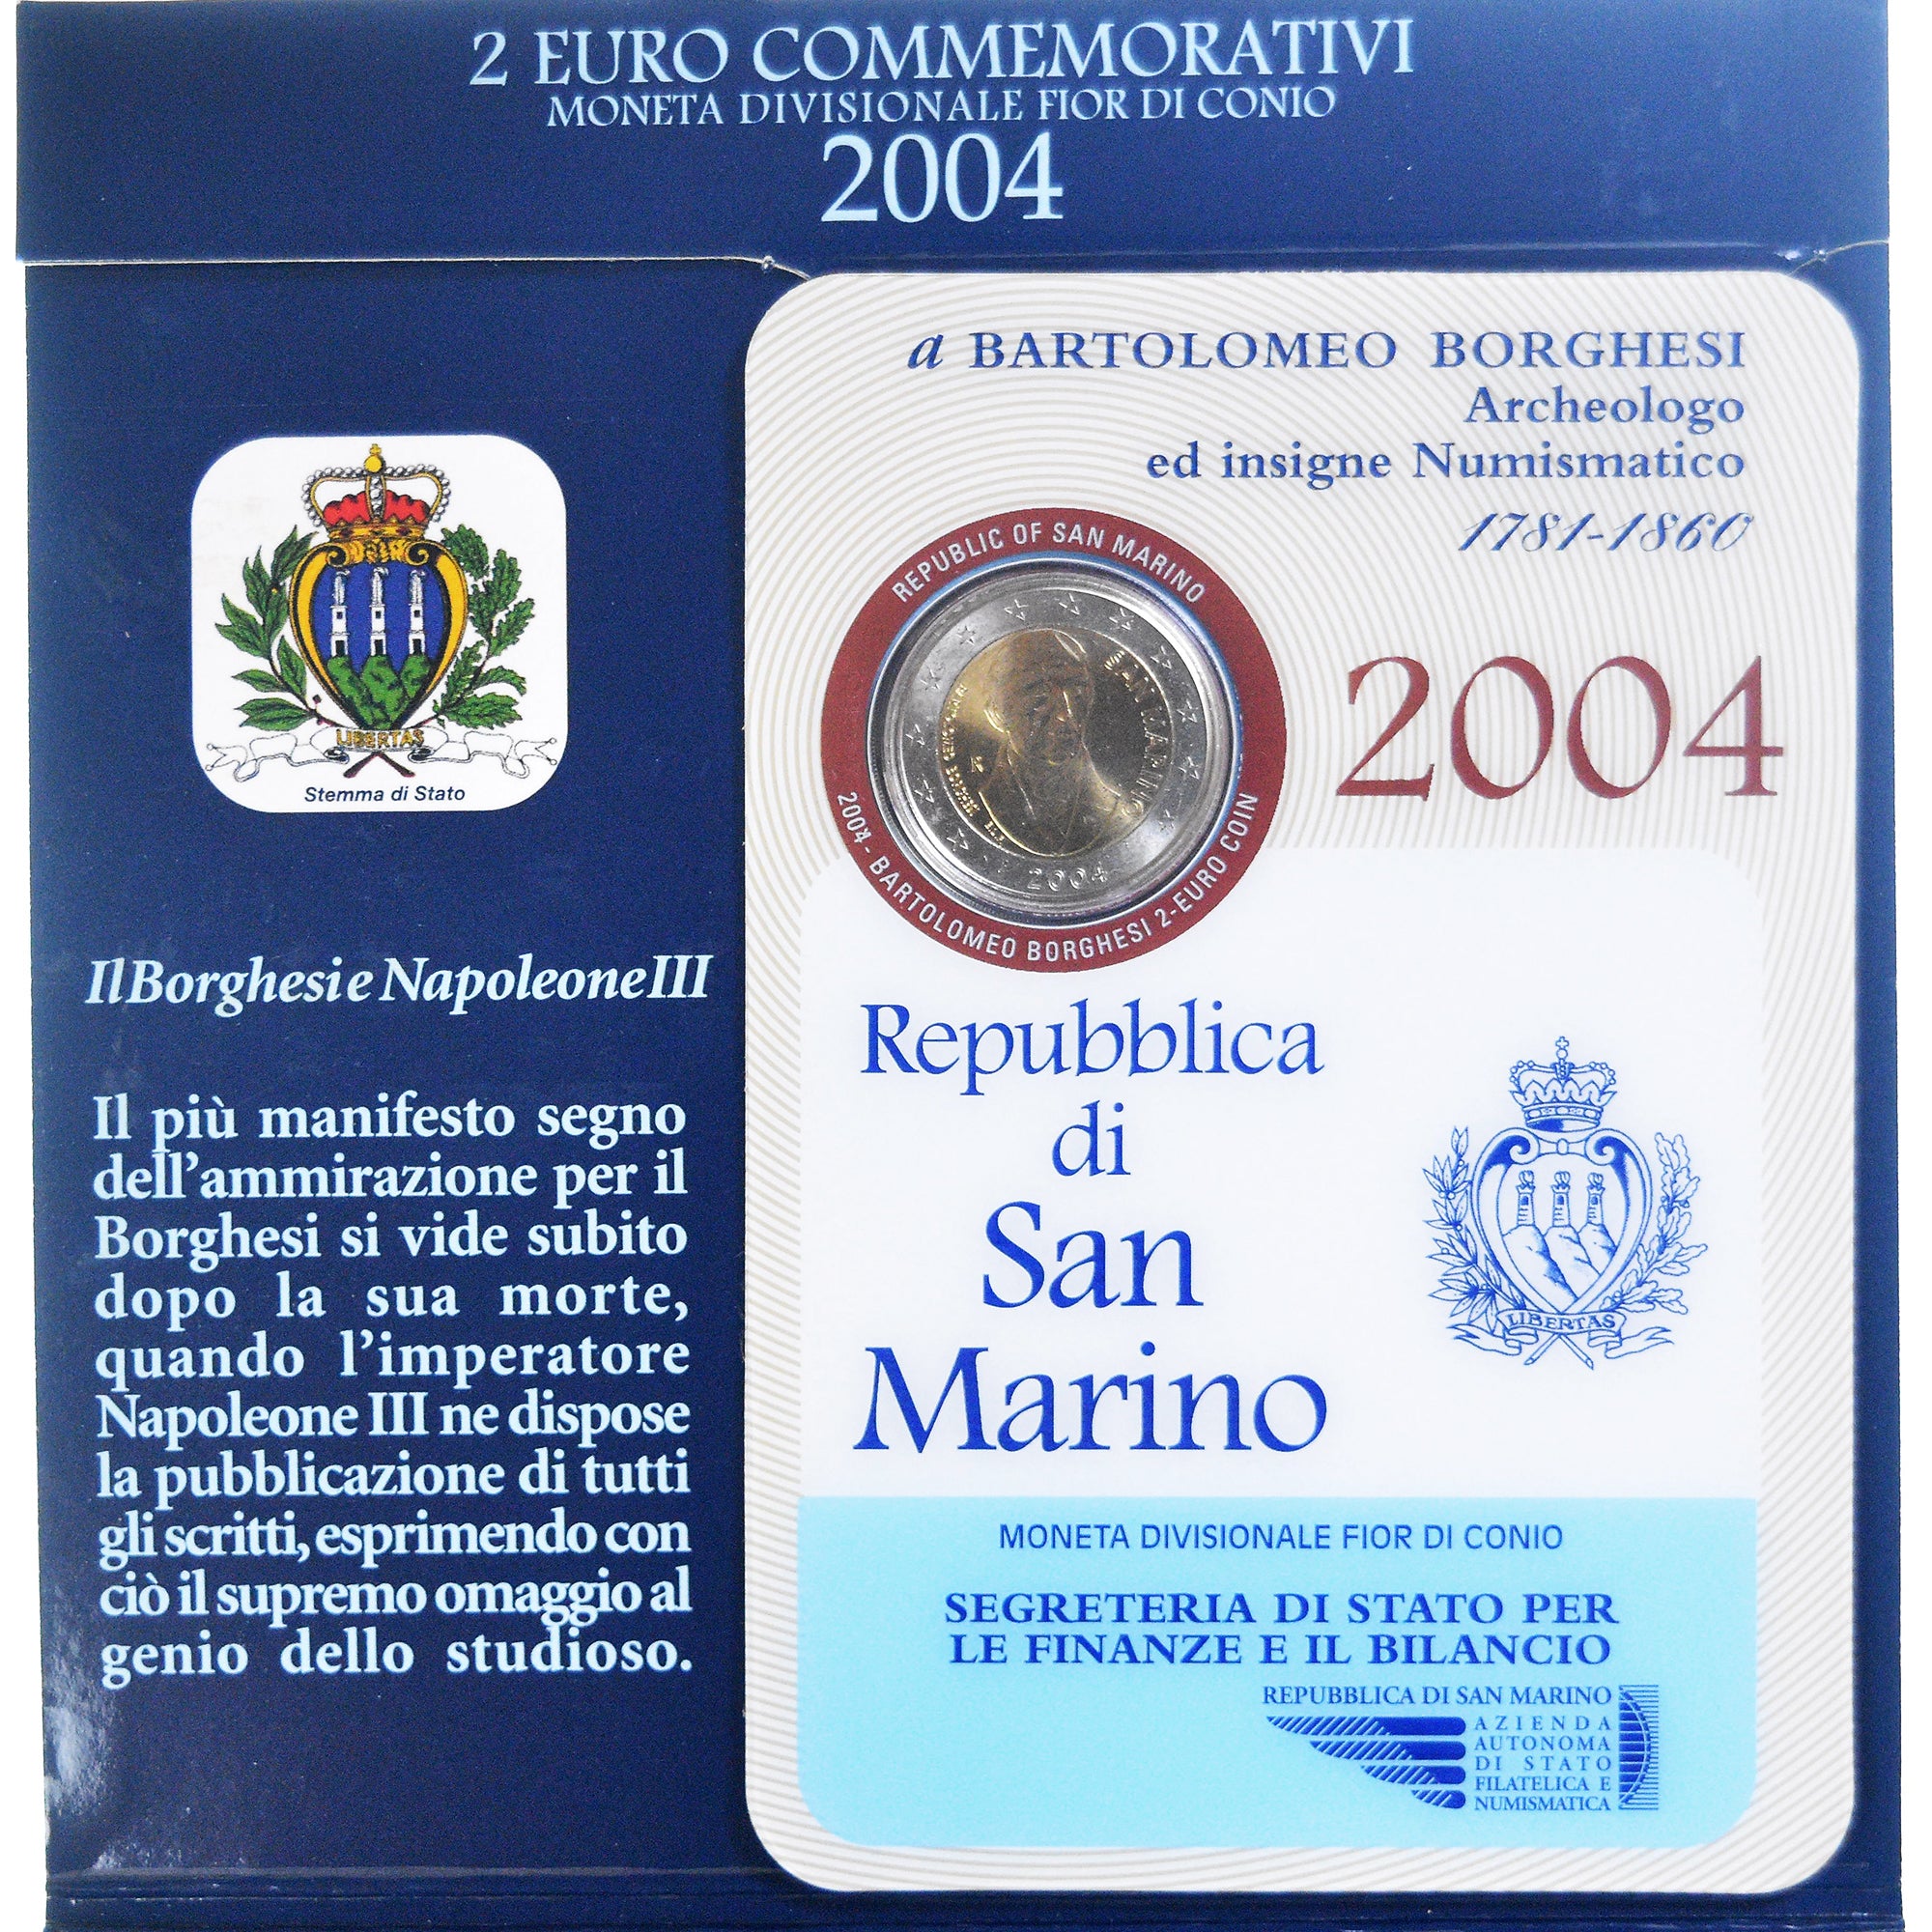 2 EURO COMMEMORATIVI
MONETA DIVISIONALE FIOR DI CONIO
2004
LIBERTAS
Stemma di Stato
Il Borghesi e Napoleone III
Il più manifesto segno
dell'ammirazione per il
Borghesi si vide subito
dopo la sua morte,
quando l'imperatore
Napoleone III ne dispose
la pubblicazione di tutti
gli scritti, esprimendo con
ciò il supremo omaggio al
genio dello studioso.
a BARTOLOMEO BORGHESI
Archeologo
ed insigne Numismatico
1781-1860
REPUBLIC OF SAN MARINO
SAN MARINO
R
2004
2004 - BARTOLOMEO BORGHESI 2-EURO COIN
2004
Repubblica
di
San
Marino
LIBERTAS
MONETA DIVISIONALE FIOR DI CONIO
SEGRETERIA DI STATO PER
LE FINANZE E IL BILANCIO
REPUBBLICA DI SAN MARINO
AZIENDA
AUTONOMA
DI STATO
FILATELICA E
NUMISMATICA